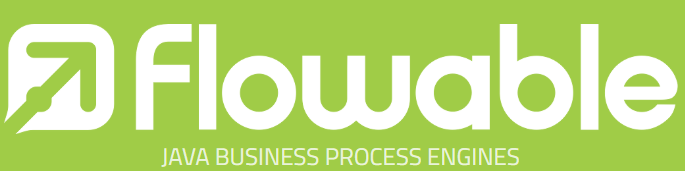 flowable
JAVA BUSINESS PROCESS ENGINES